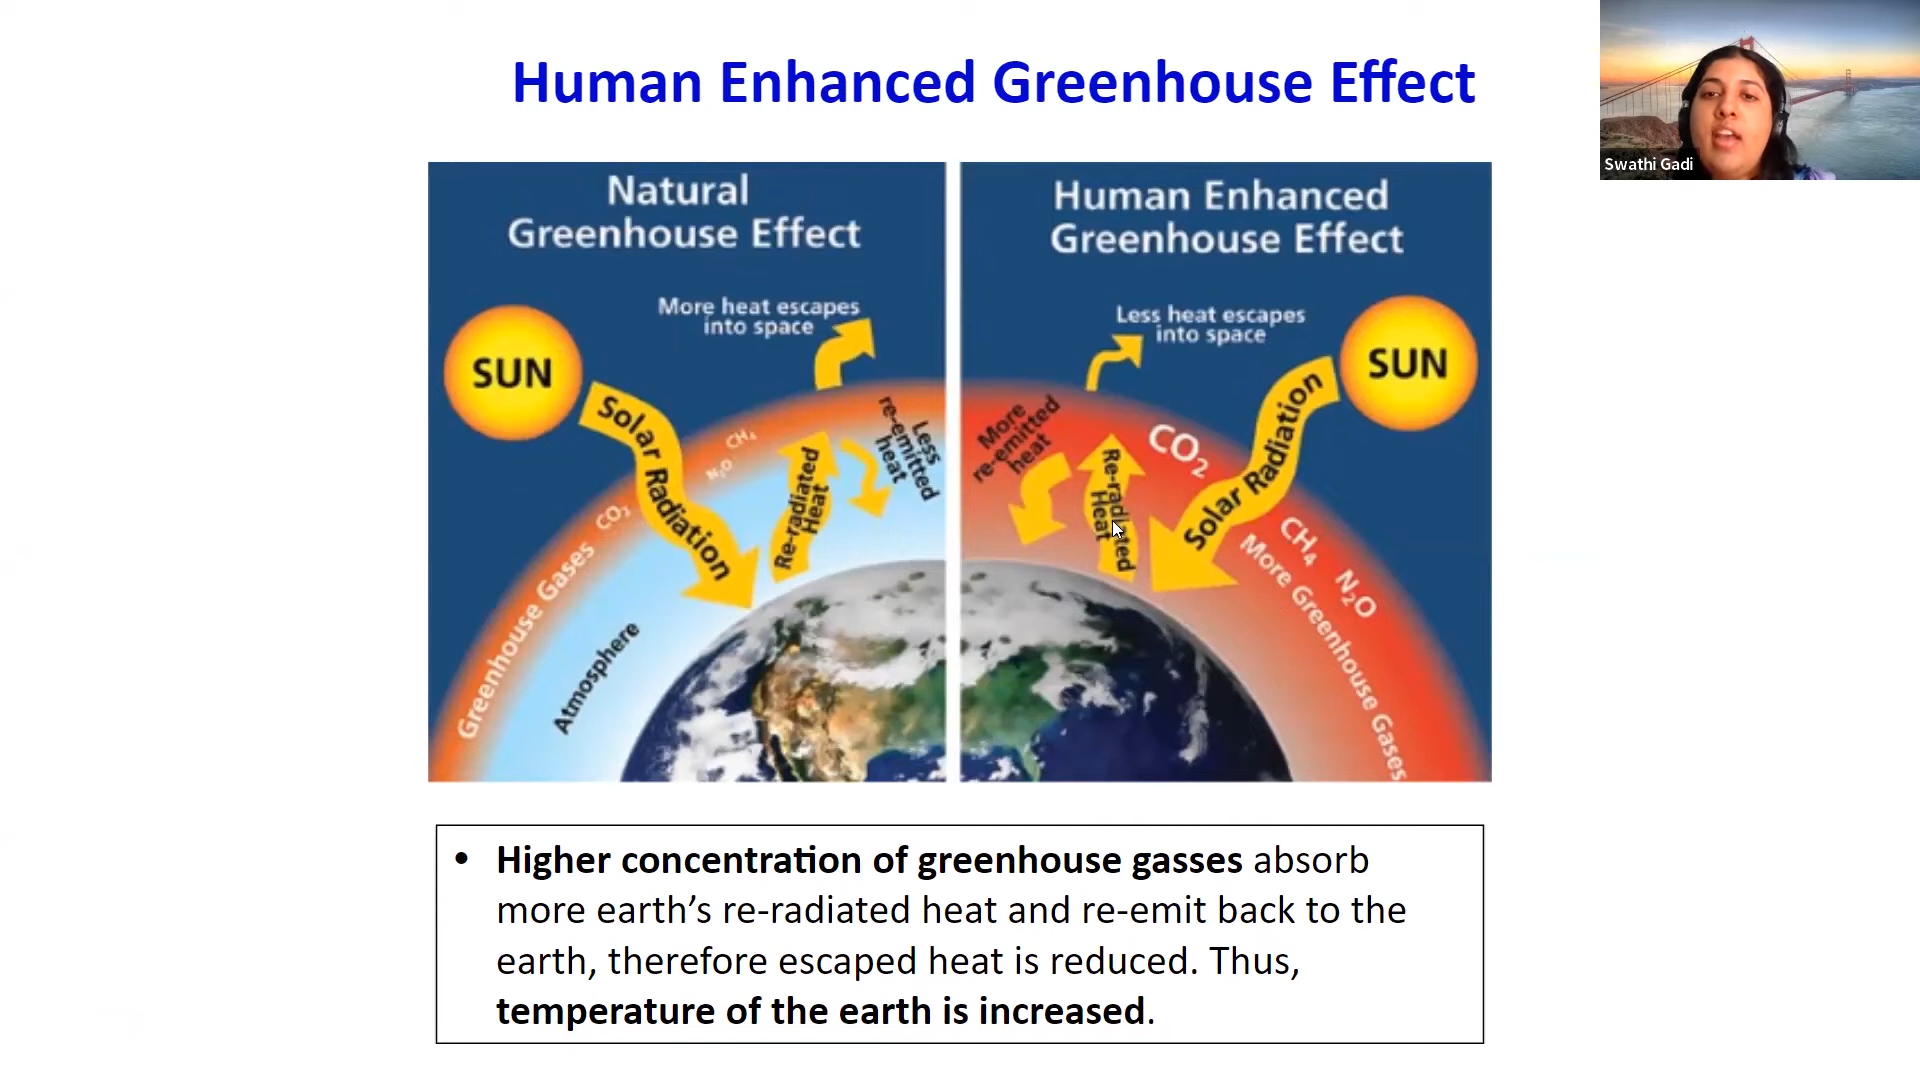 Human Enhanced Greenhouse Effect
Swathi Gadi
Natural
Greenhouse Effect
More heat escapes
into space
SUN
Solar Radiation
CH4
N2O
CO2
Re-radiated
Heat
Less
re-emitted
heat
Greenhouse Gases
Atmosphere
Human Enhanced
Greenhouse Effect
Less heat escapes
into space
SUN
Solar Radiation
More
re-emitted
heat
Re-radiated
Heat
CO2
CH4
N2O
More Greenhouse Gases
• Higher concentration of greenhouse gasses absorb
more earth’s re-radiated heat and re-emit back to the
earth, therefore escaped heat is reduced. Thus,
temperature of the earth is increased.